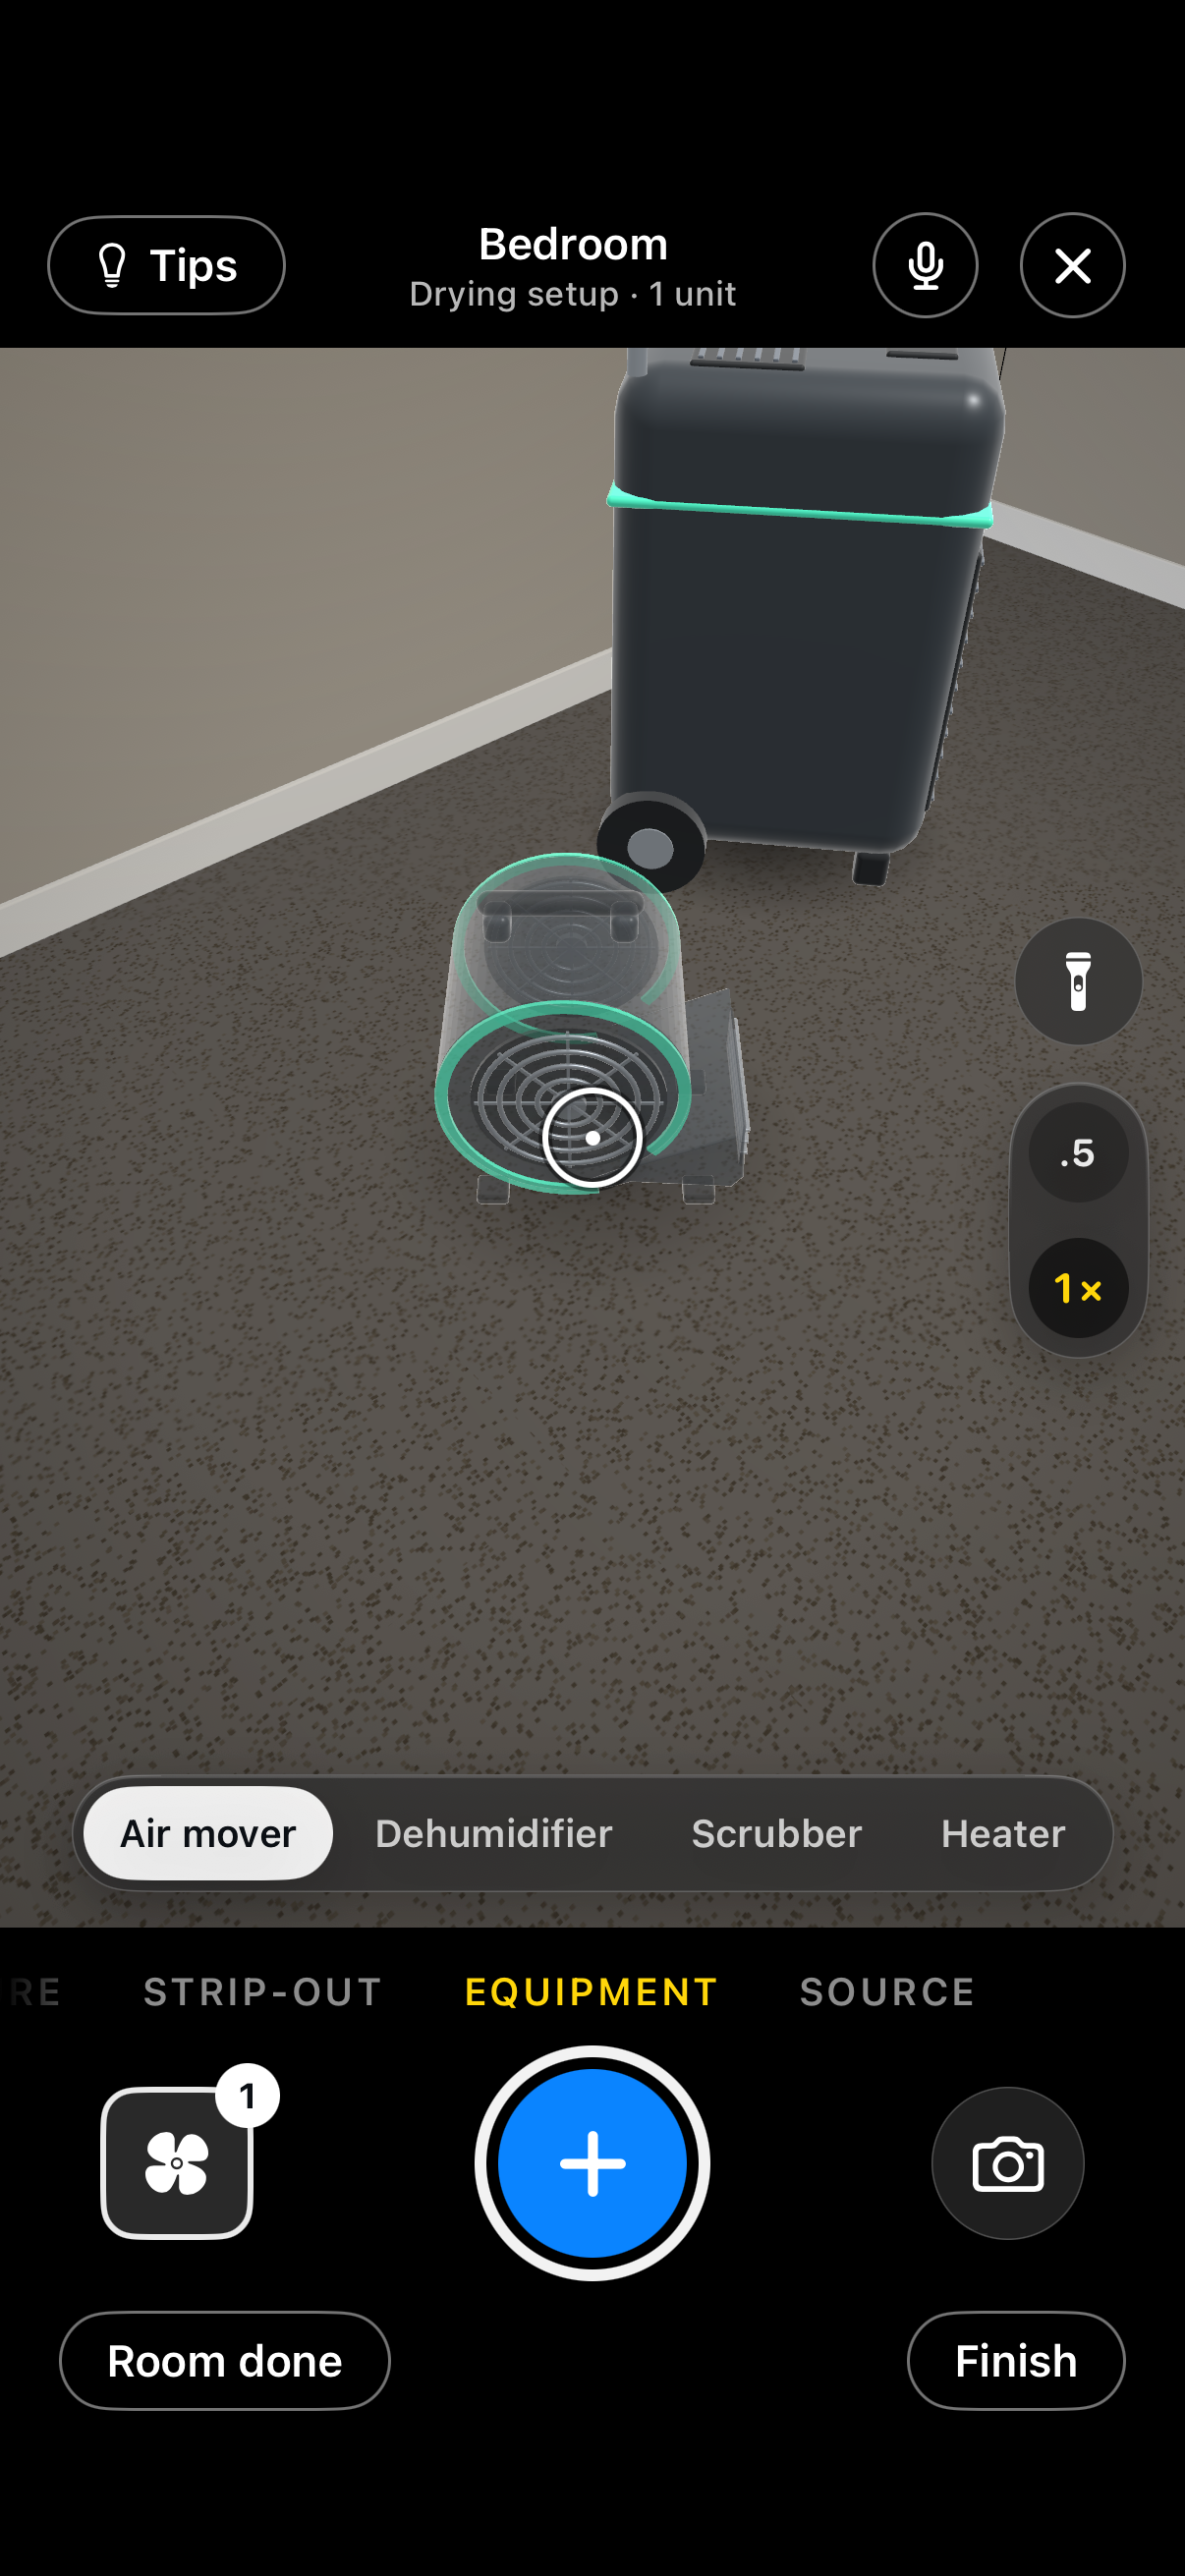 Tips
Bedroom
Drying setup · 1 unit
.5
1×
Air mover
Dehumidifier
Scrubber
Heater
RE
STRIP-OUT
EQUIPMENT
SOURCE
1
Room done
Finish